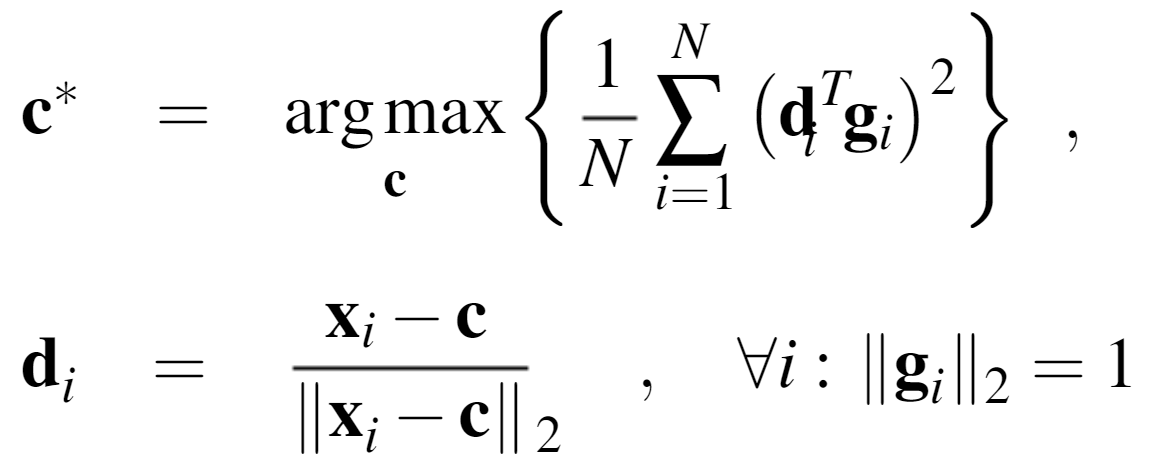 c* = arg max_c { 1/N ∑_{i=1}^{N} (d_i^T g_i)^2 } ,
d_i = (x_i − c) / ‖x_i − c‖_2 , ∀i : ‖g_i‖_2 = 1